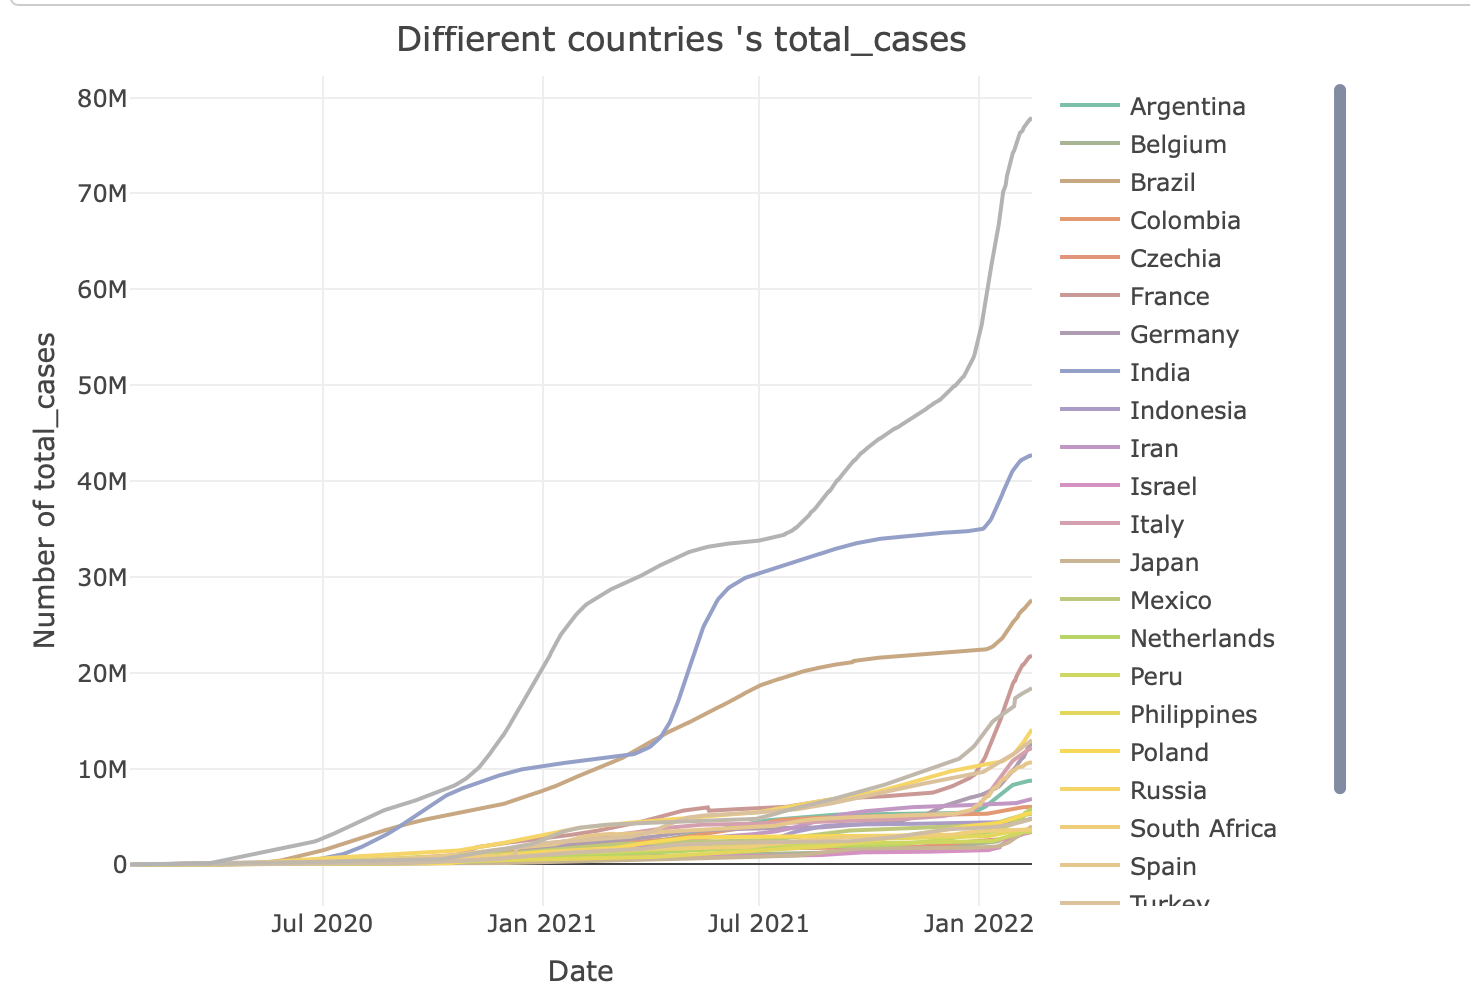 Diffierent countries 's total_cases
80M
70M
60M
50M
40M
30M
20M
10M
0
Number of total_cases
Jul 2020
Jan 2021
Jul 2021
Jan 2022
Date
Argentina
Belgium
Brazil
Colombia
Czechia
France
Germany
India
Indonesia
Iran
Israel
Italy
Japan
Mexico
Netherlands
Peru
Philippines
Poland
Russia
South Africa
Spain
Turkey